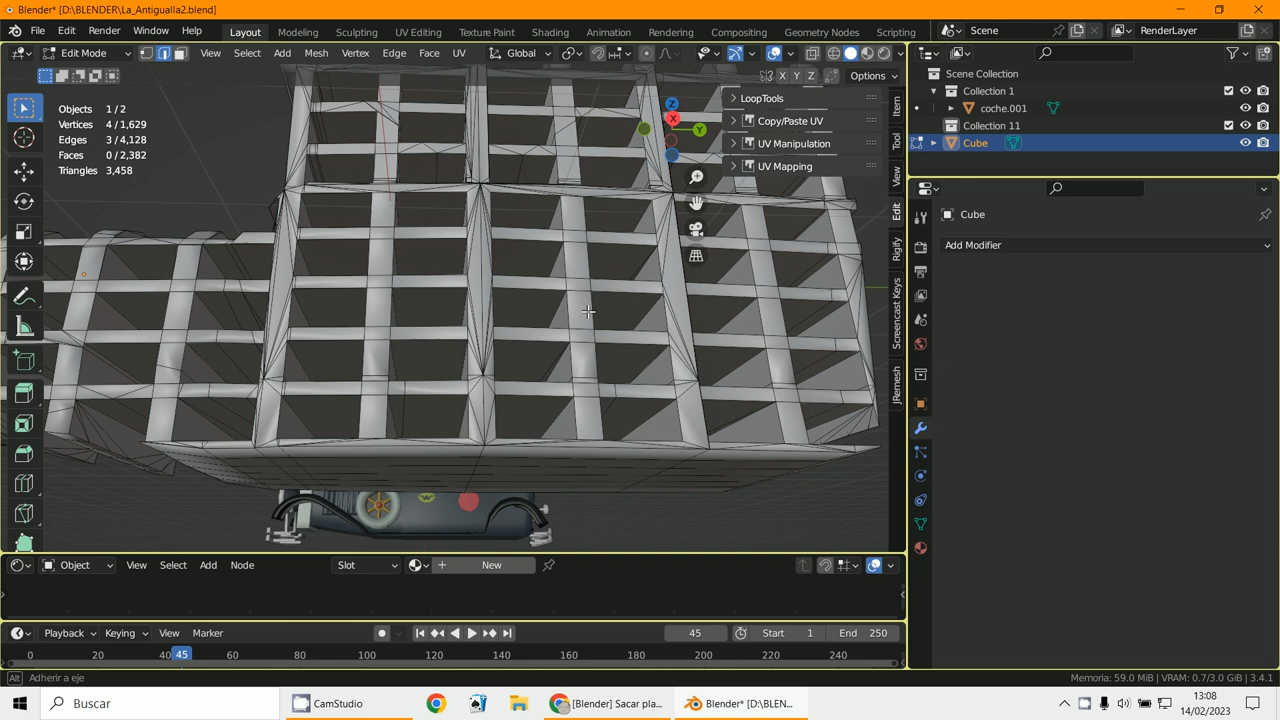 Blender* [D:\BLENDER\La_Antigualla2.blend]
File Edit Render Window Help
Layout Modeling Sculpting UV Editing Texture Paint Shading Animation Rendering Compositing Geometry Nodes Scripting
Scene RenderLayer
Edit Mode View Select Add Mesh Vertex Edge Face UV Global
X Y Z Options
Objects 1 / 2
Vertices 4 / 1,629
Edges 3 / 4,128
Faces 0 / 2,382
Triangles 3,458
Z
X
Y
LoopTools
Copy/Paste UV
UV Manipulation
UV Mapping
Item
Tool
View
Edit
Rigify
Screencast Keys
JRemesh
Scene Collection
Collection 1
coche.001
Collection 11
Cube
Cube
Add Modifier
Object View Select Add Node Slot New
Playback Keying View Marker 45 Start 1 End 250
0 20 40 45 60 80 100 120 140 160 180 200 220 240
Alt Adherir a eje
Memoria: 59.0 MiB | VRAM: 0.7/3.0 GiB | 3.4.1
Buscar
CamStudio
[Blender] Sacar pla...
Blender* [D:\BLEN...
13:08
14/02/2023